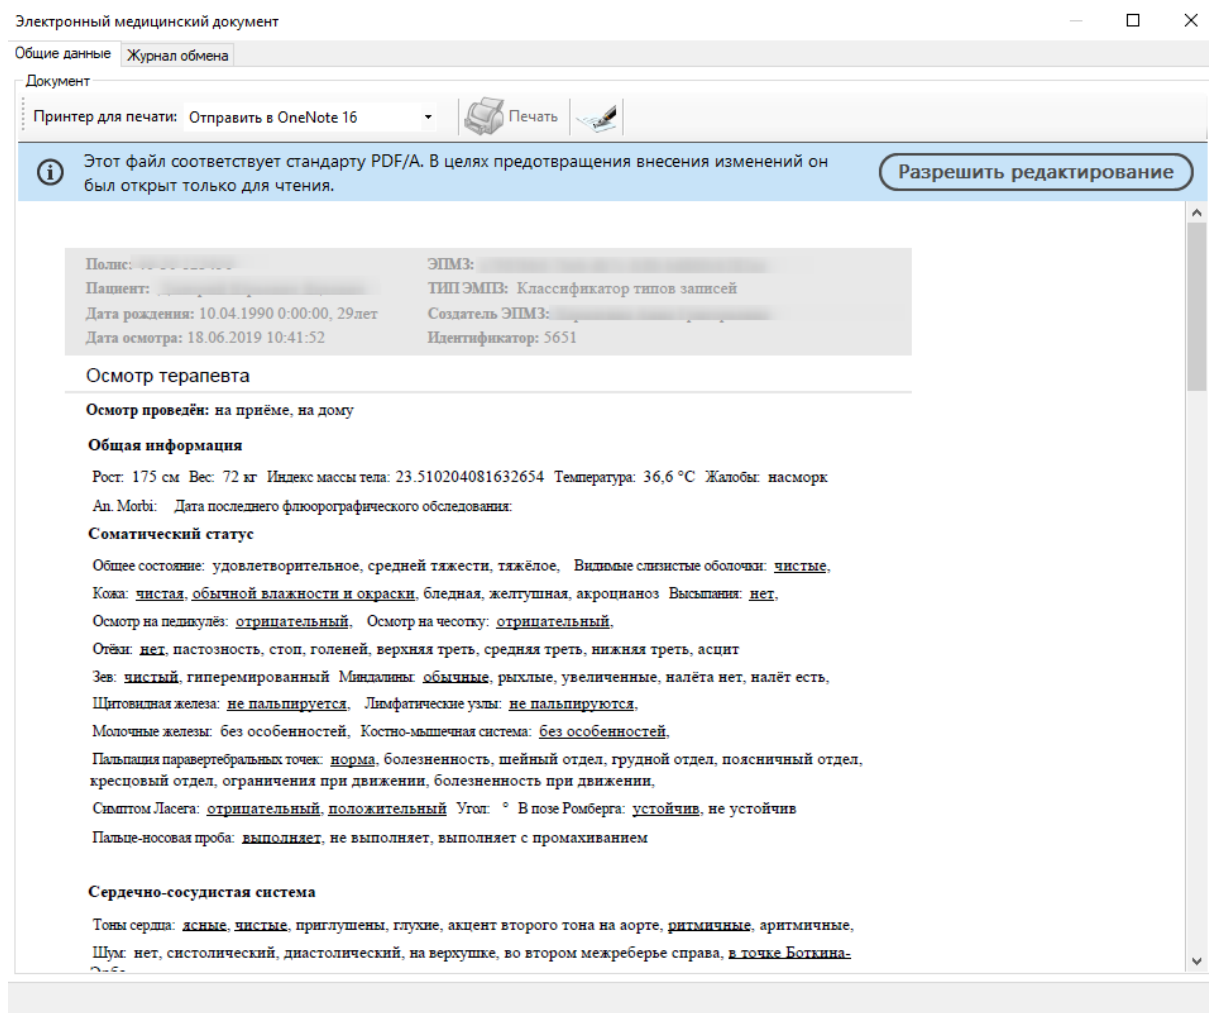 Электронный медицински документ
Общие данные Журнал обмена
Документ
Принтер для печати: Отправить в OneNote 16 Печать
Этот файл соответствует стандарту PDF/A. В целях предотвращения внесения изменений он
был открыт только для чтения.
Разрешить редактирование
Полис: ЭПМЗ:
Пациент: ТИП ЭМПЗ: Классификатор типов записей
Дата рождения: 10.04.1990 0:00:00, 29лет Создатель ЭПМЗ:
Дата осмотра: 18.06.2019 10:41:52 Идентификатор: 5651
Осмотр терапевта
Осмотр проведён: на приёме, на дому
Общая информация
Рост: 175 см Вес: 72 кг Индекс массы тела: 23.510204081632654 Температура: 36,6 °C Жалобы: насморк
An. Morbi: Дата последнего флюорографического обследования:
Соматический статус
Общее состояние: удовлетворительное, средней тяжести, тяжёлое, Видимые слизистые оболочки: чистые,
Кожа: чистая, обычной влажности и окраски, бледная, желтушная, акроцианоз Высыпания: нет,
Осмотр на педикулёз: отрицательный, Осмотр на чесотку: отрицательный,
Отёки: нет, пастозность, стоп, голеней, верхняя треть, средняя треть, нижняя треть, асцит
Зев: чистый, гиперемированный Миндалины: обычные, рыхлые, увеличенные, налёта нет, налёт есть,
Щитовидная железа: не пальпируется, Лимфатические узлы: не пальпируются,
Молочные железы: без особенностей, Костно-мышечная система: без особенностей,
Пальпация паравертебральных точек: норма, болезненность, шейный отдел, грудной отдел, поясничный отдел,
кресцовый отдел, ограничения при движении, болезненность при движении,
Симптом Ласега: отрицательный, положительный Угол: ° В позе Ромберга: устойчив, не устойчив
Пальце-носовая проба: выполняет, не выполняет, выполняет с промахиванием
Сердечно-сосудистая система
Тоны сердца: ясные, чистые, приглушены, глухие, акцент второго тона на аорте, ритмичные, аритмичные,
Шум: нет, систолический, диастолический, на верхушке, во втором межреберье справа, в точке Боткина-